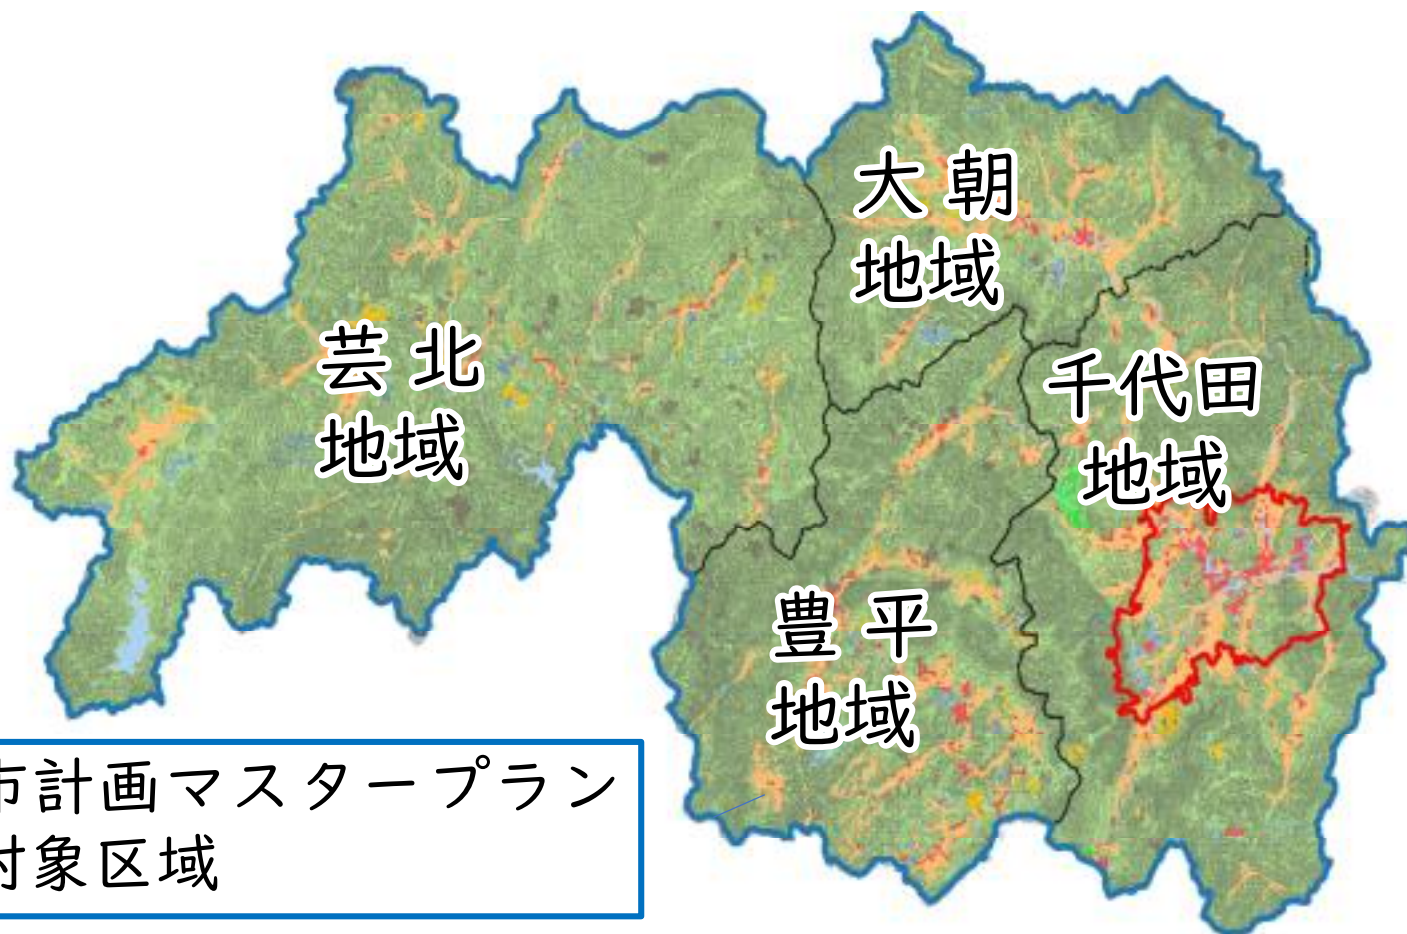 大朝
地域
芸北
地域
千代田
地域
豊平
地域
市計画マスタープラン
対象区域